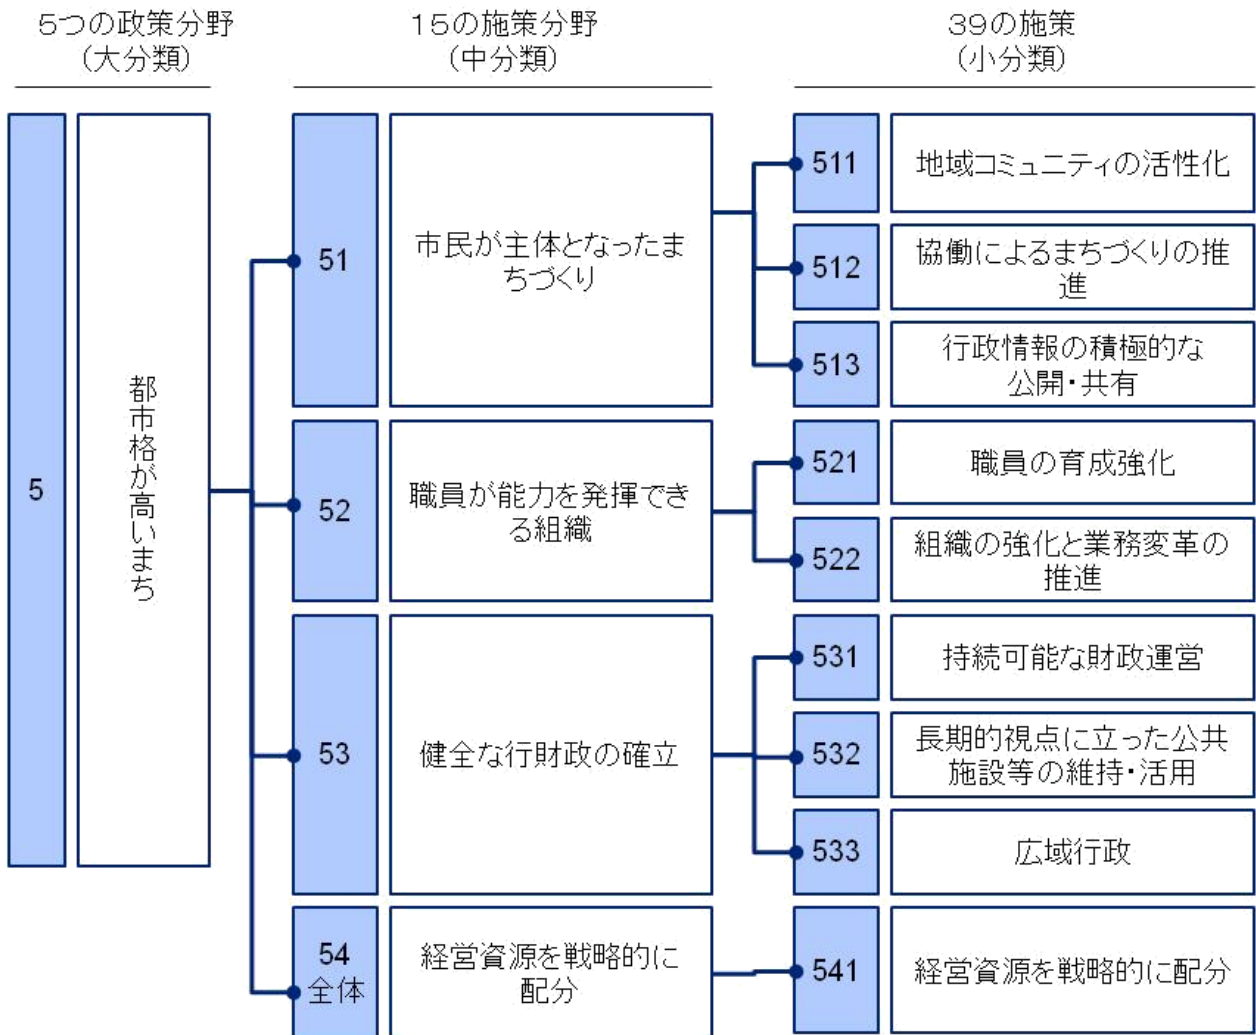 5つの政策分野
(大分類)
15の施策分野
(中分類)
39の施策
(小分類)
5
都市格が高いまち
51
市民が主体となったま
ちづくり
511
地域コミュニティの活性化
512
協働によるまちづくりの推
進
513
行政情報の積極的な
公開・共有
52
職員が能力を発揮でき
る組織
521
職員の育成強化
522
組織の強化と業務変革の
推進
53
健全な行財政の確立
531
持続可能な財政運営
532
長期的視点に立った公共
施設等の維持・活用
533
広域行政
54
全体
経営資源を戦略的に
配分
541
経営資源を戦略的に配分